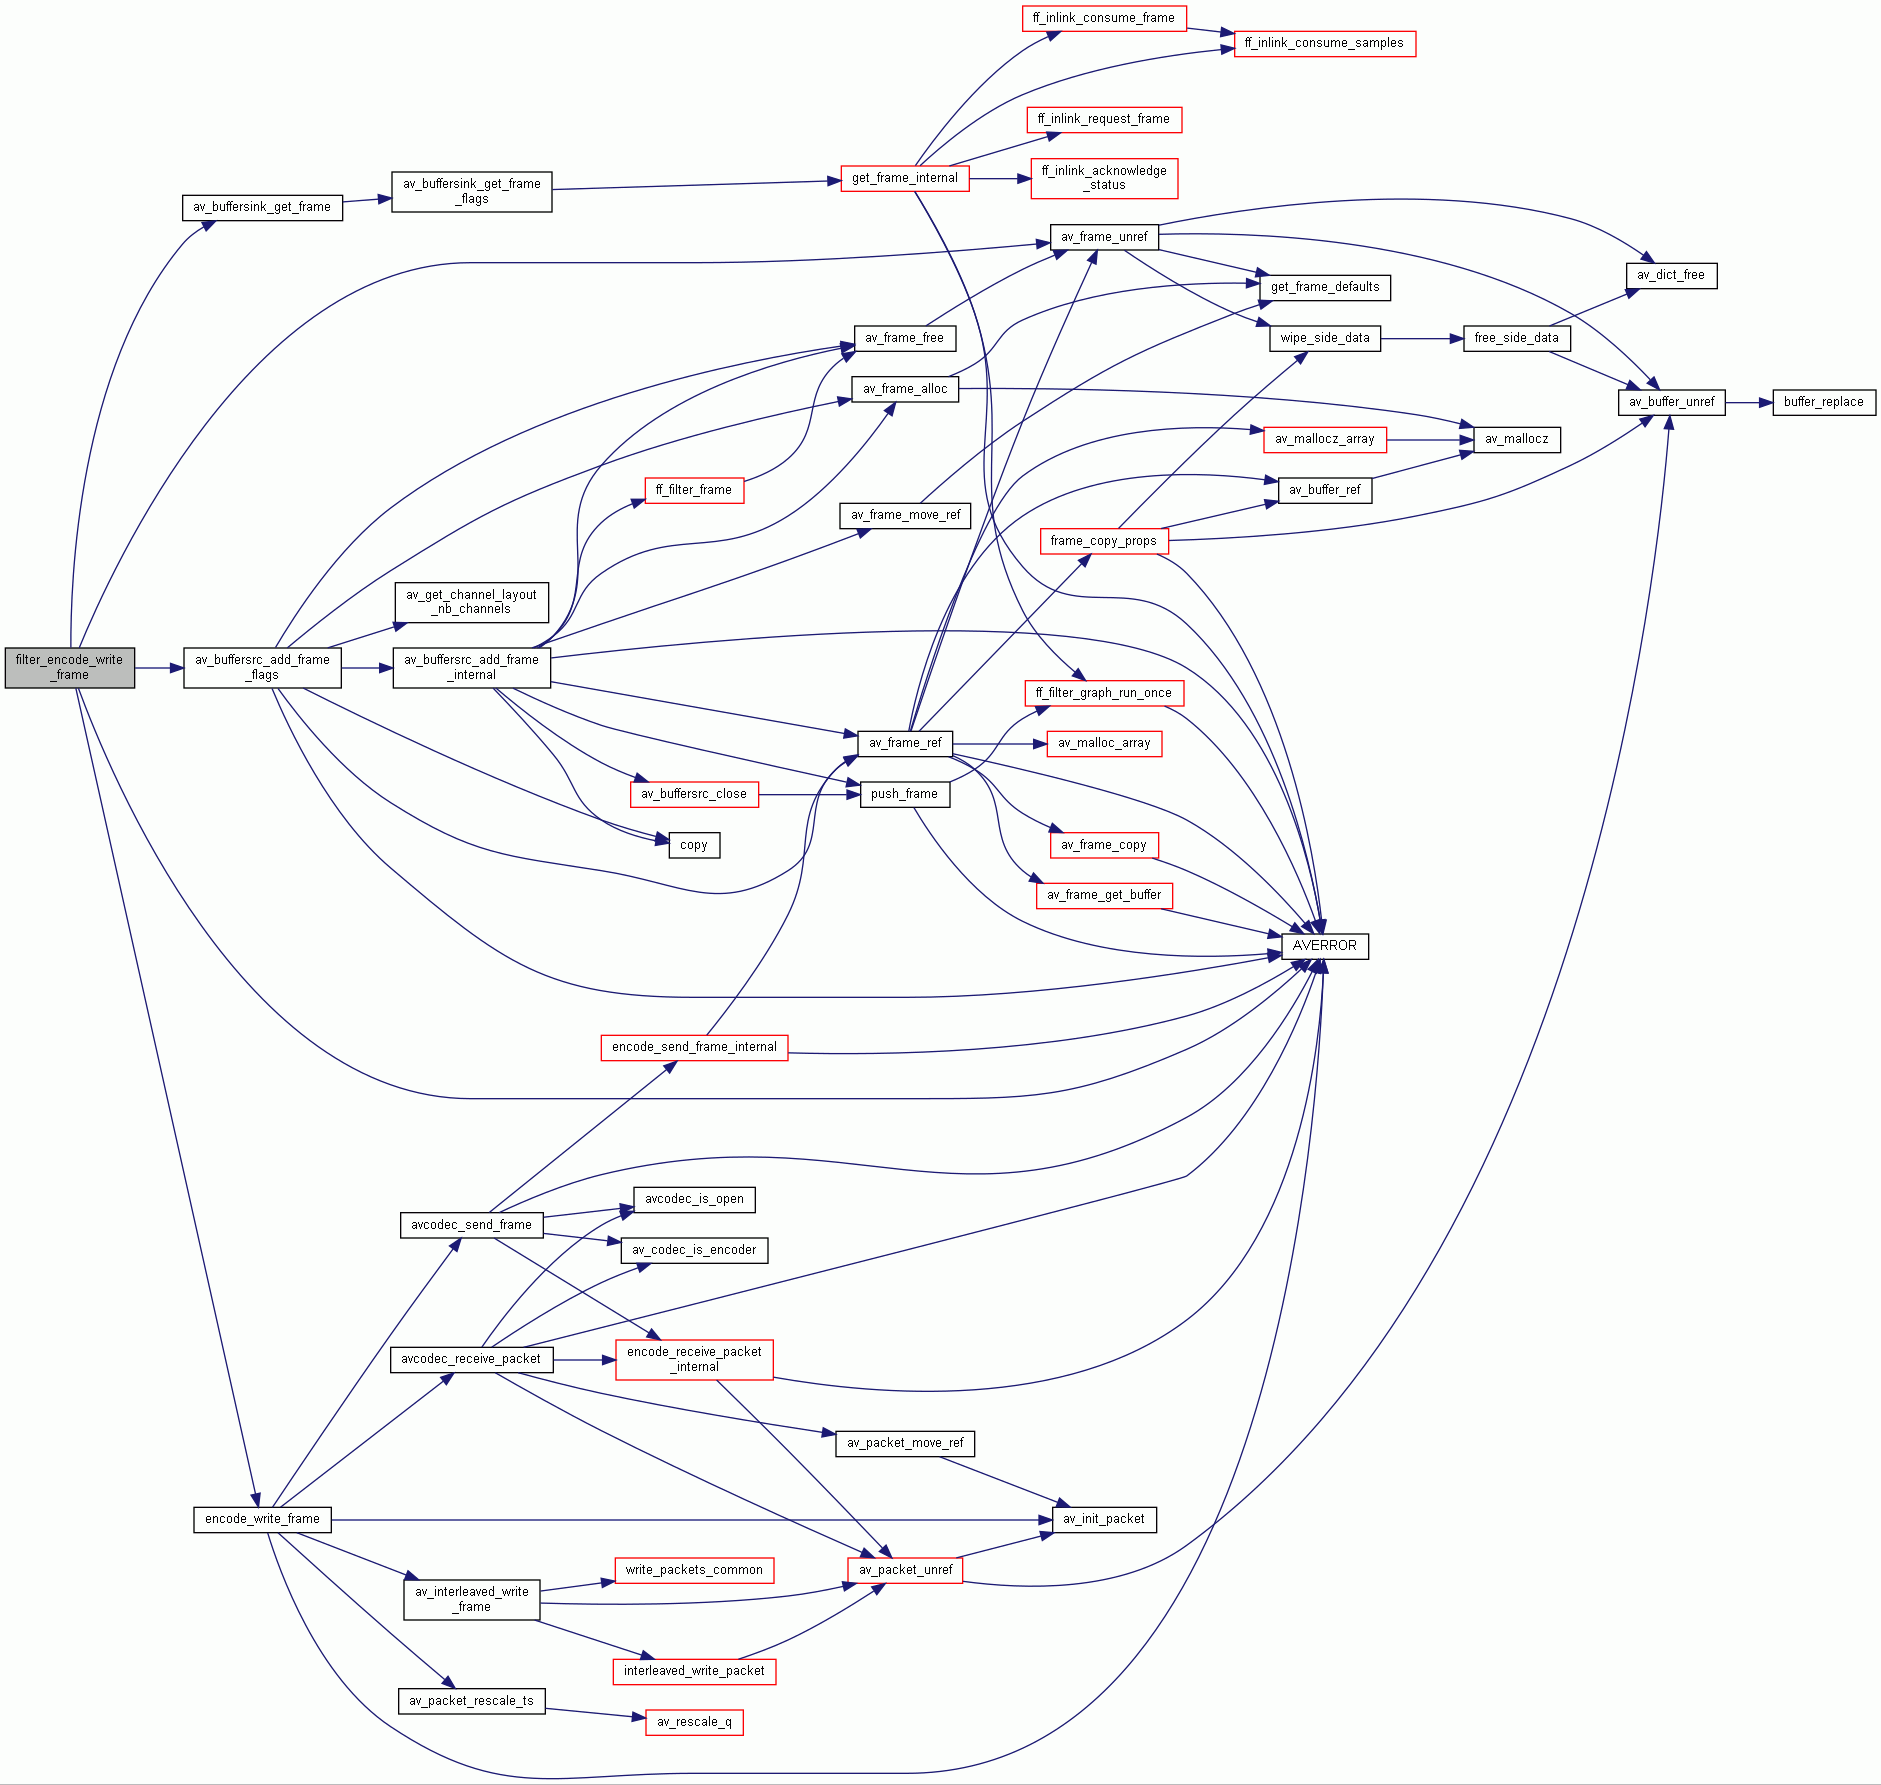 ff_inlink_consume_frame
ff_inlink_consume_samples
ff_inlink_request_frame
get_frame_internal
ff_inlink_acknowledge
_status
av_buffersink_get_frame
_flags
av_buffersink_get_frame
av_frame_unref
av_dict_free
get_frame_defaults
av_frame_free
wipe_side_data
free_side_data
av_frame_alloc
av_buffer_unref
buffer_replace
av_mallocz_array
av_mallocz
ff_filter_frame
av_buffer_ref
av_frame_move_ref
frame_copy_props
av_get_channel_layout
_nb_channels
filter_encode_write
_frame
av_buffersrc_add_frame
_flags
av_buffersrc_add_frame
_internal
ff_filter_graph_run_once
av_frame_ref
av_malloc_array
av_buffersrc_close
push_frame
copy
av_frame_copy
av_frame_get_buffer
AVERROR
encode_send_frame_internal
avcodec_is_open
avcodec_send_frame
av_codec_is_encoder
avcodec_receive_packet
encode_receive_packet
_internal
av_packet_move_ref
encode_write_frame
av_init_packet
write_packets_common
av_packet_unref
av_interleaved_write
_frame
interleaved_write_packet
av_packet_rescale_ts
av_rescale_q